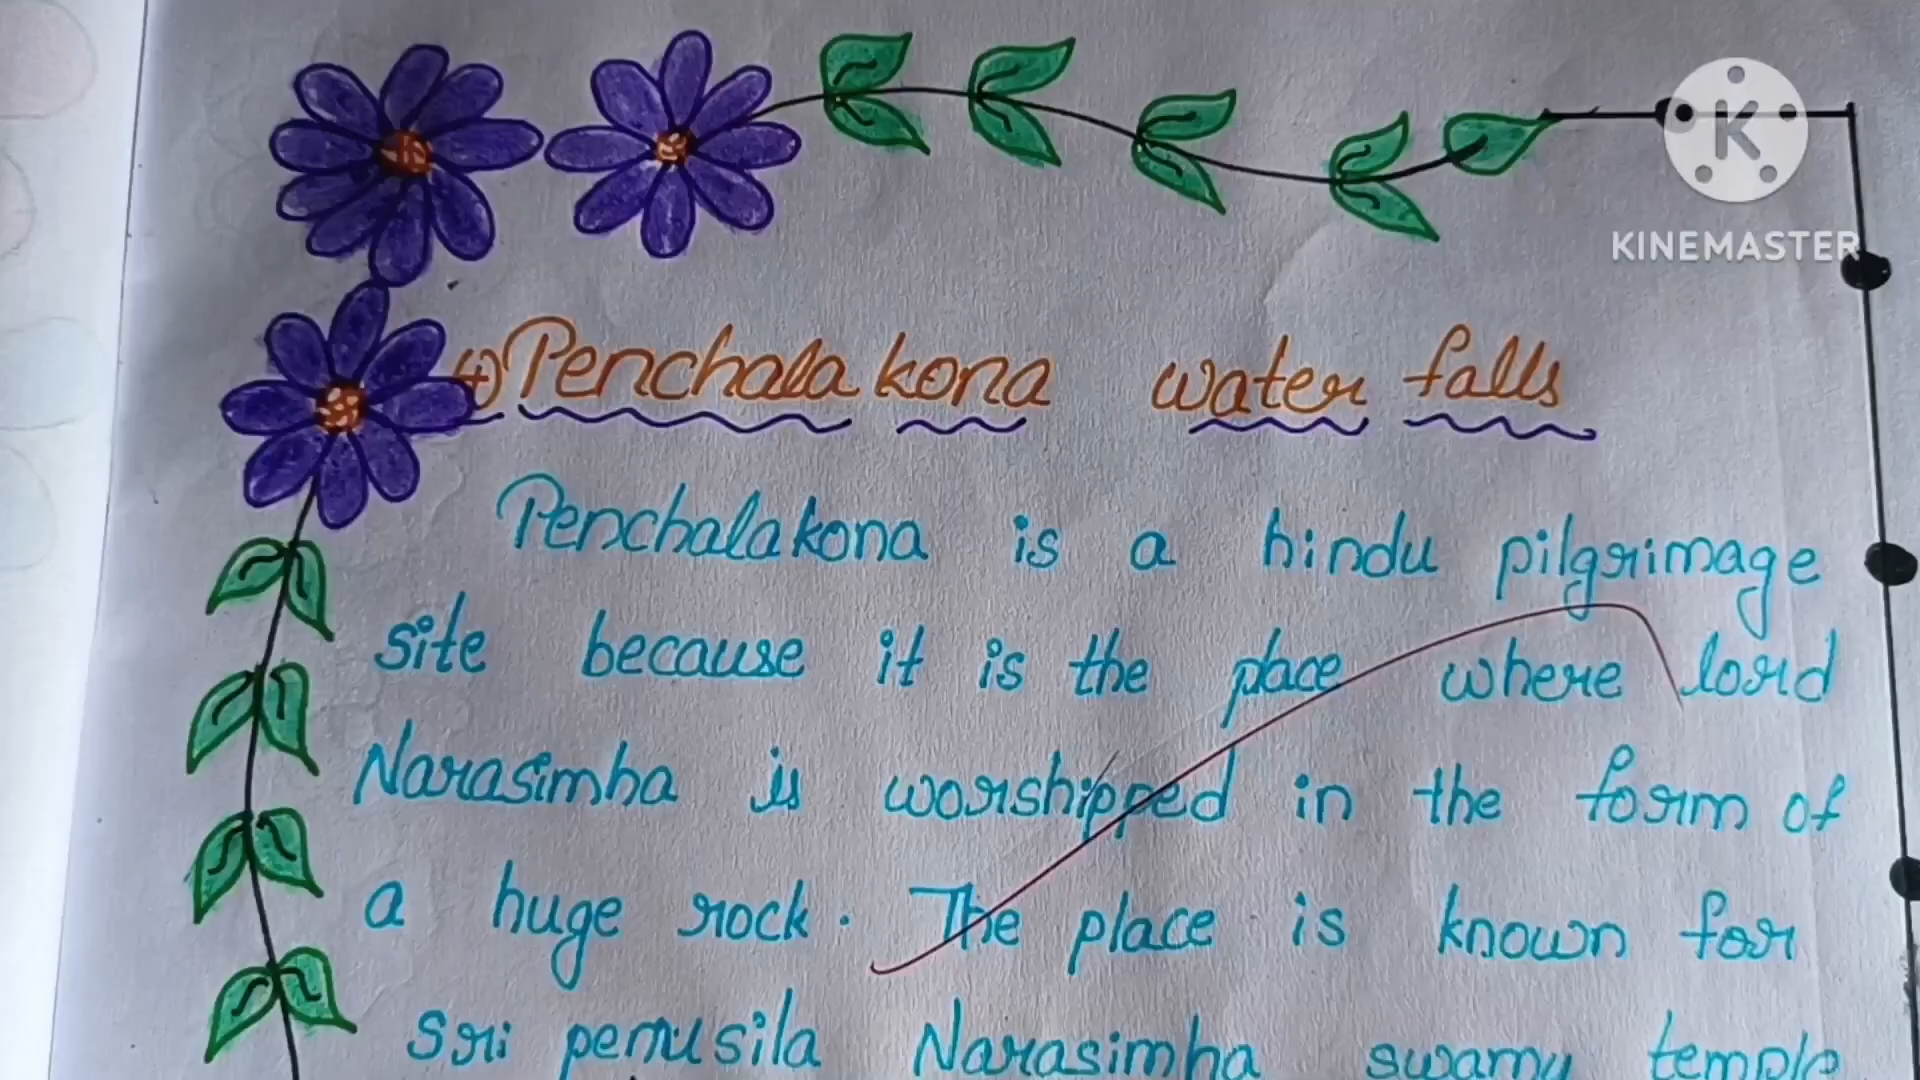 KINEMASTER
4) Penchala kona water falls
Penchalakona is a hindu pilgrimage
site because it is the place where lord
Narasimha is worshipped in the form of
a huge rock. The place is known for
Sri penusila Narasimha swamy temple